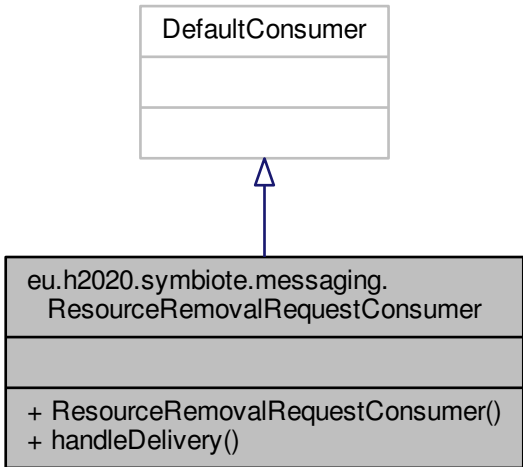 DefaultConsumer
eu.h2020.symbiote.messaging.
ResourceRemovalRequestConsumer
+ ResourceRemovalRequestConsumer()
+ handleDelivery()